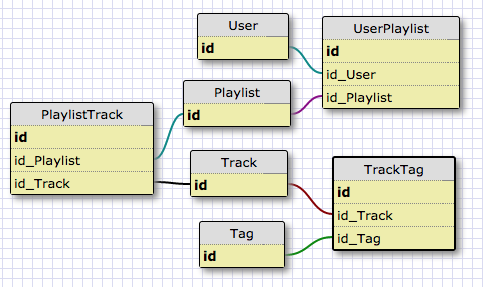 User
id
UserPlaylist
id
id_User
id_Playlist
Playlist
id
PlaylistTrack
id
id_Playlist
id_Track
Track
id
TrackTag
id
id_Track
id_Tag
Tag
id